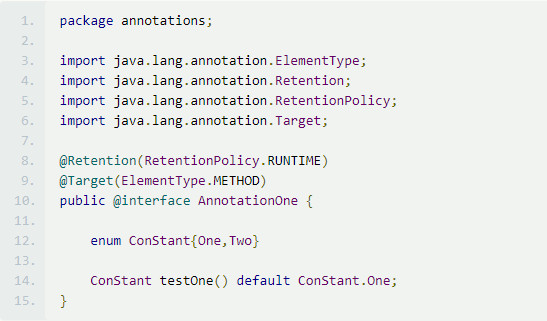 1. package annotations;
2.
3. import java.lang.annotation.ElementType;
4. import java.lang.annotation.Retention;
5. import java.lang.annotation.RetentionPolicy;
6. import java.lang.annotation.Target;
7.
8. @Retention(RetentionPolicy.RUNTIME)
9. @Target(ElementType.METHOD)
10. public @interface AnnotationOne {
11.
12.     enum ConStant{One,Two}
13.
14.     ConStant testOne() default ConStant.One;
15. }